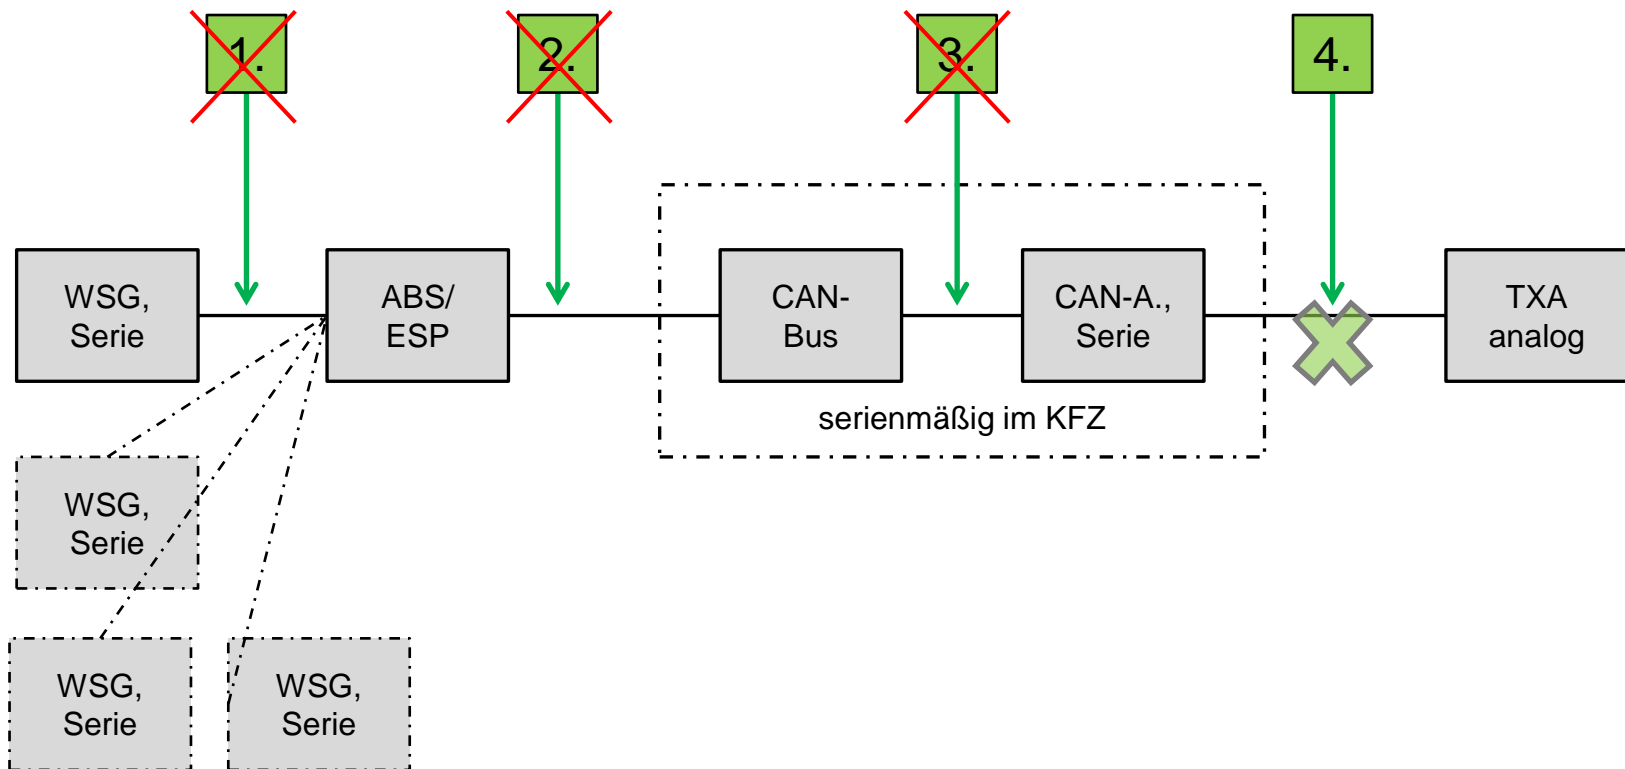 1.
2.
3.
4.
WSG,
Serie
ABS/
ESP
CAN-
Bus
CAN-A.,
Serie
TXA
analog
serienmäßig im KFZ
WSG,
Serie
WSG,
Serie
WSG,
Serie